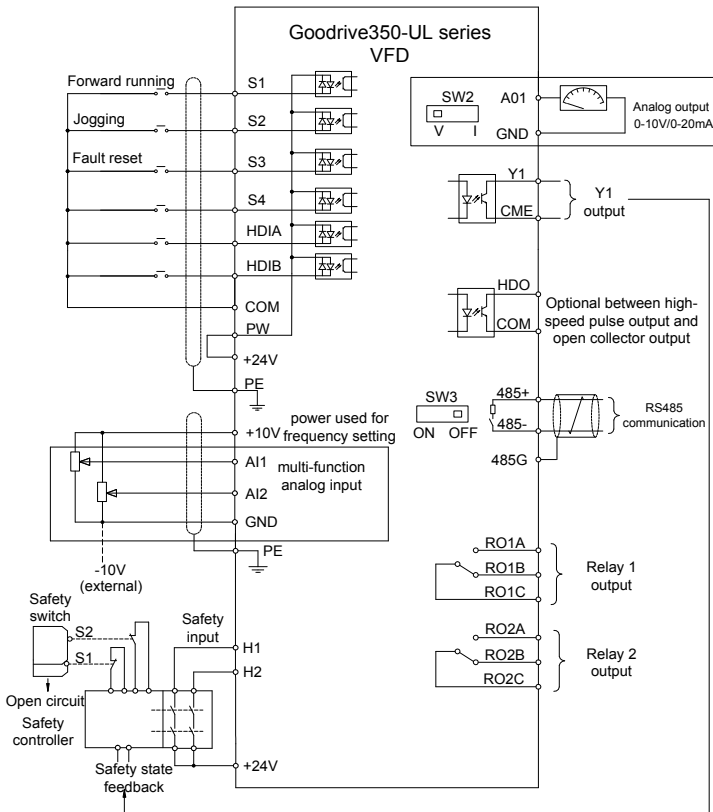 Goodrive350-UL series
VFD
Forward running
S1
Jogging
S2
Fault reset
S3
S4
HDIA
HDIB
COM
PW
+24V
PE
SW2
V I
A01
GND
Analog output
0-10V/0-20mA
Y1
CME
Y1
output
HDO
COM
Optional between high-
speed pulse output and
open collector output
SW3
ON OFF
485+
485-
485G
RS485
communication
power used for
frequency setting
+10V
AI1
AI2
GND
multi-function
analog input
PE
-10V
(external)
RO1A
RO1B
RO1C
Relay 1
output
RO2A
RO2B
RO2C
Relay 2
output
Safety
switch
S2
S1
Open circuit
Safety
controller
Safety
input
H1
H2
+24V
Safety state
feedback